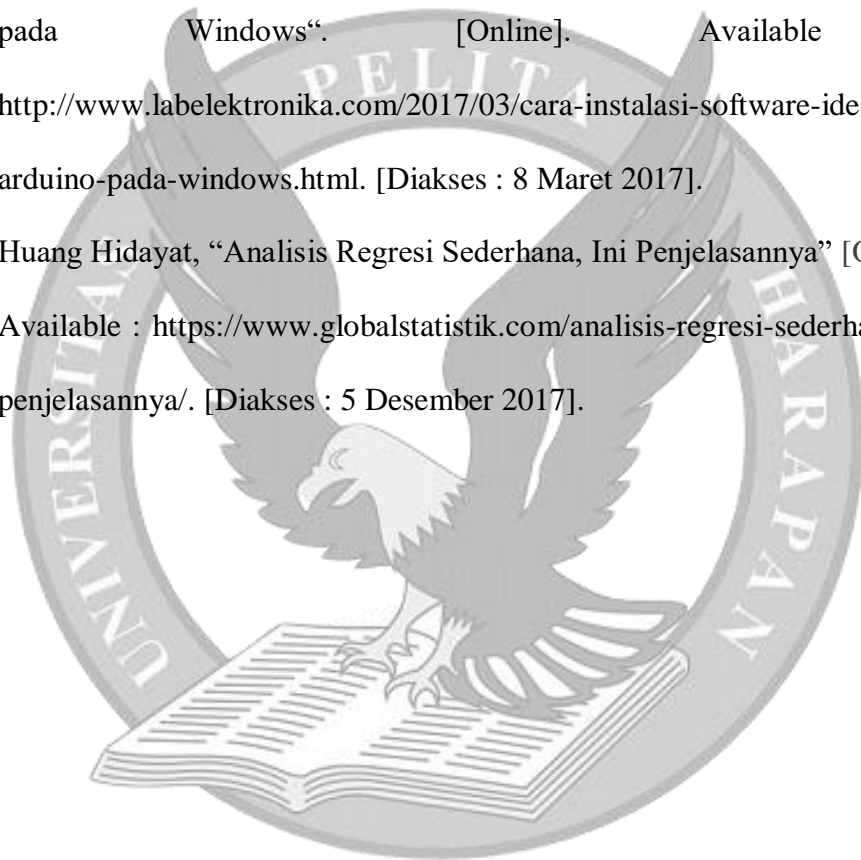 pada Windows“. [Online]. Available
http://www.labelektronika.com/2017/03/cara-instalasi-software-ide-
arduino-pada-windows.html. [Diakses : 8 Maret 2017].
Huang Hidayat, “Analisis Regresi Sederhana, Ini Penjelasannya” [O
Available : https://www.globalstatistik.com/analisis-regresi-sederha
penjelasannya/. [Diakses : 5 Desember 2017].
UNIVERSITAS PELITA HARAPAN